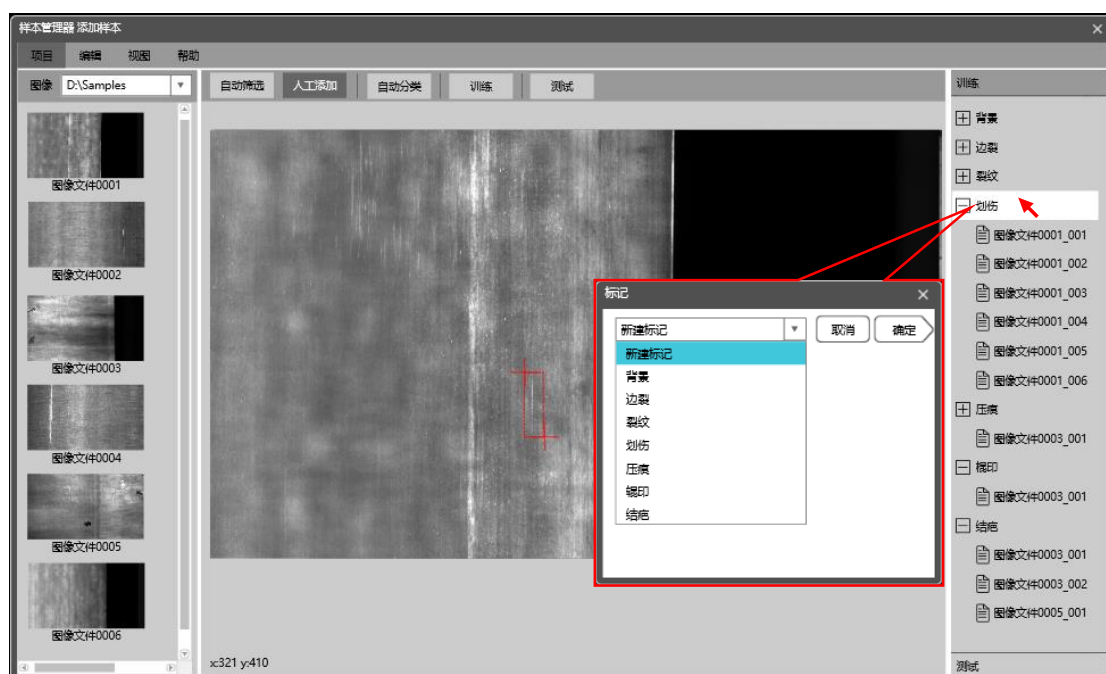 样本管理器 添加样本
项目 编辑 视图 帮助
图像 D:\Samples
自动筛选 人工添加 自动分类 训练 测试
图像文件0001
图像文件0002
图像文件0003
图像文件0004
图像文件0005
图像文件0006
x:321 y:410
标记
新建标记
取消 确定
新建标记
背景
边裂
裂纹
划伤
压痕
辊印
结疤
训练
背景
边裂
裂纹
划伤
图像文件0001_001
图像文件0001_002
图像文件0001_003
图像文件0001_004
图像文件0001_005
图像文件0001_006
压痕
图像文件0003_001
辊印
图像文件0003_001
结疤
图像文件0003_001
图像文件0003_002
图像文件0005_001
测试